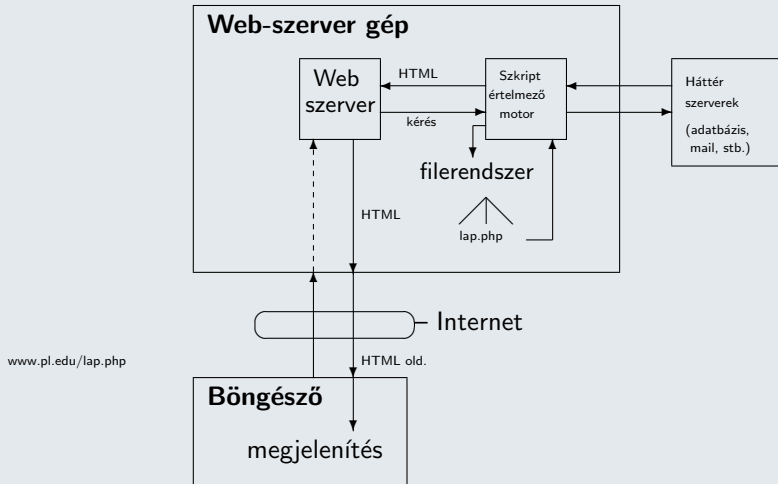 Web-szerver gép
Web
szerver
HTML
kérés
Szkript
értelmező
motor
Háttér
szerverek
(adatbázis,
mail, stb.)
filerendszer
lap.php
HTML
Internet
www.pl.edu/lap.php
HTML old.
Böngésző
megjelenítés